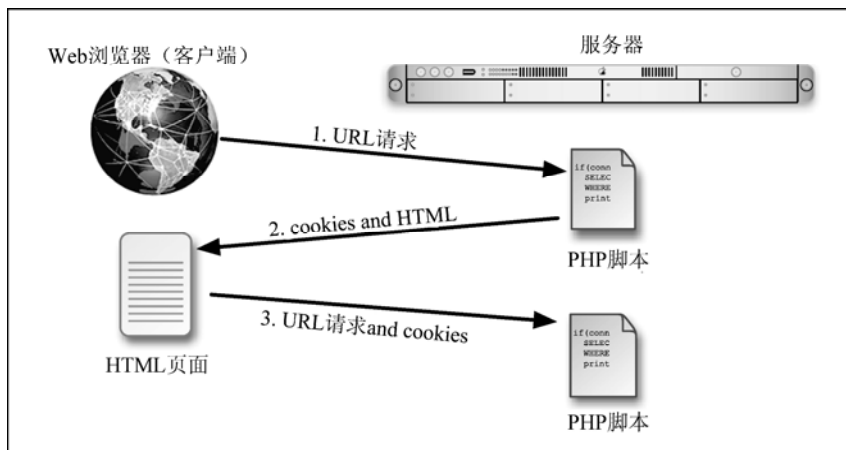 Web浏览器（客户端）
服务器
1. URL请求
if(conn
SELEC
WHERE
print
PHP脚本
2. cookies and HTML
HTML页面
3. URL请求and cookies
if(conn
SELEC
WHERE
print
PHP脚本